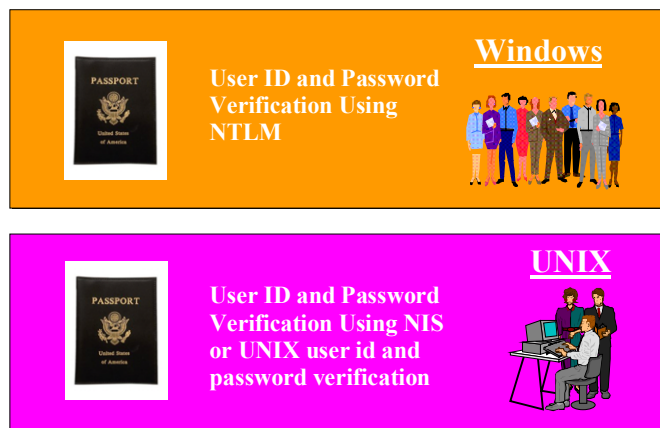 Windows
PASSPORT
United States
of America
User ID and Password
Verification Using
NTLM
UNIX
PASSPORT
United States
of America
User ID and Password
Verification Using NIS
or UNIX user id and
password verification